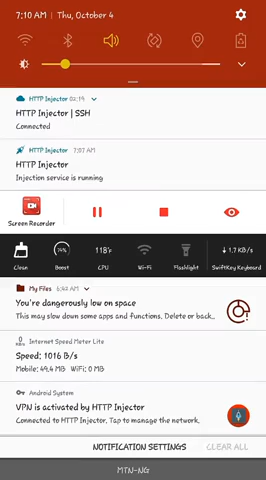 7:10 AM | Thu, October 4
HTTP Injector 02:19
HTTP Injector | SSH
Connected
HTTP Injector 7:07 AM
HTTP Injector
Injection service is running
Screen Recorder
Clean
Boost
118°F
CPU
Wi-Fi
Flashlight
↓ 1.7 KB/s
SwiftKey Keyboard
My Files 6:42 AM
You're dangerously low on space
This may slow down some apps and functions. Delete or back..
0
KB/s
Internet Speed Meter Lite
Speed: 1016 B/s
Mobile: 49.4 MB WiFi: 0 MB
Android System
VPN is activated by HTTP Injector
Connected to HTTP Injector. Tap to manage the network.
NOTIFICATION SETTINGS
CLEAR ALL
MTN-NG